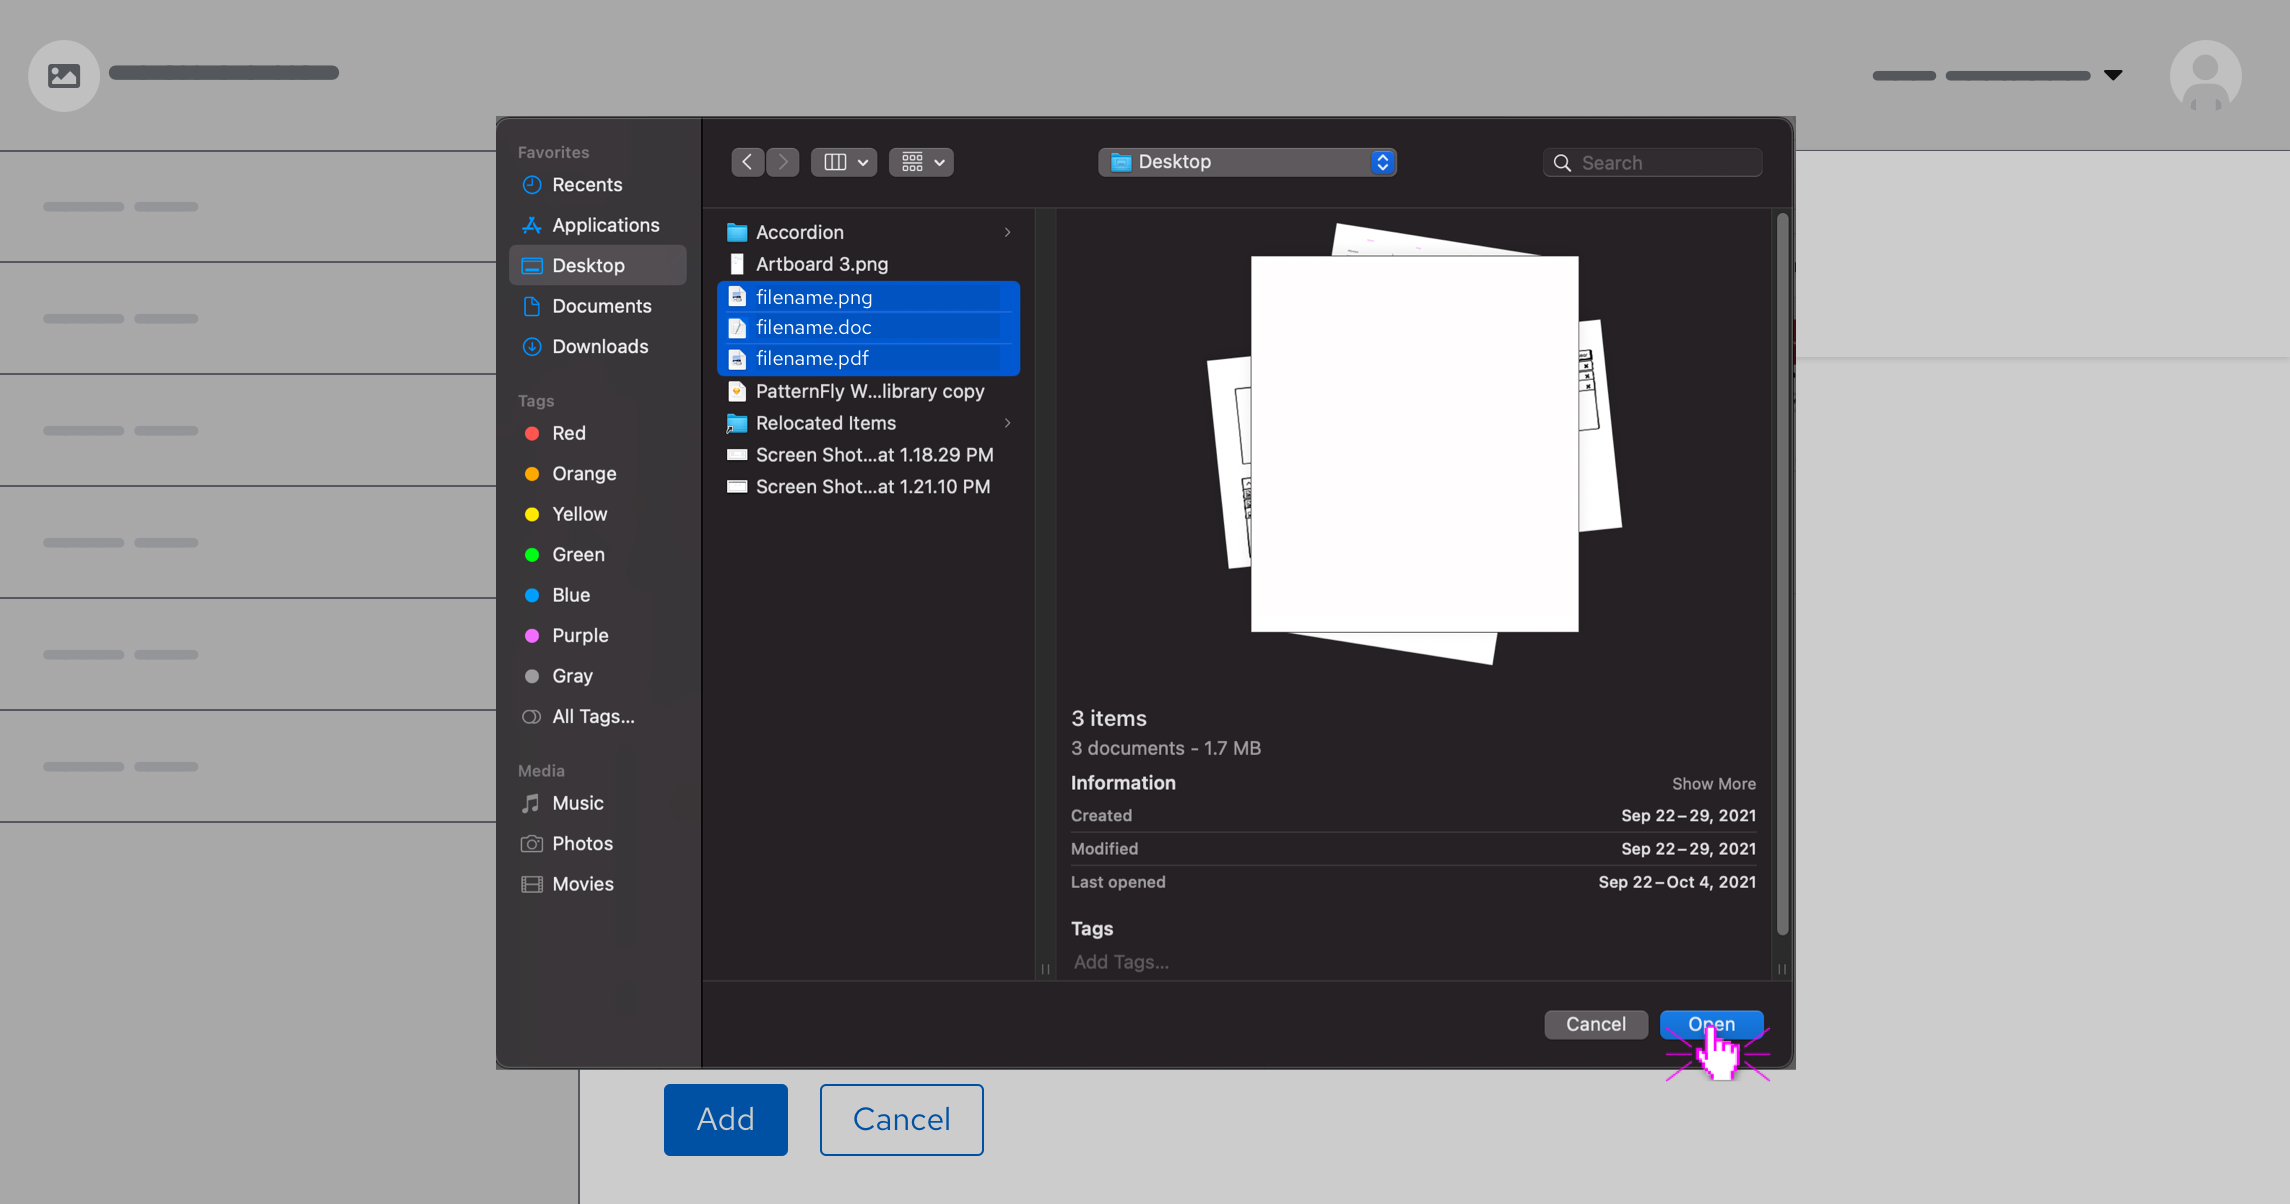 Favorites
Recents
Applications
Desktop
Documents
Downloads
Tags
Red
Orange
Yellow
Green
Blue
Purple
Gray
All Tags...
Media
Music
Photos
Movies
Desktop
Search
Accordion
Artboard 3.png
filename.png
filename.doc
filename.pdf
PatternFly W...library copy
Relocated Items
Screen Shot...at 1.18.29 PM
Screen Shot...at 1.21.10 PM
3 items
3 documents - 1.7 MB
Information Show More
Created Sep 22–29, 2021
Modified Sep 22–29, 2021
Last opened Sep 22–Oct 4, 2021
Tags
Add Tags...
Cancel Open
Add Cancel